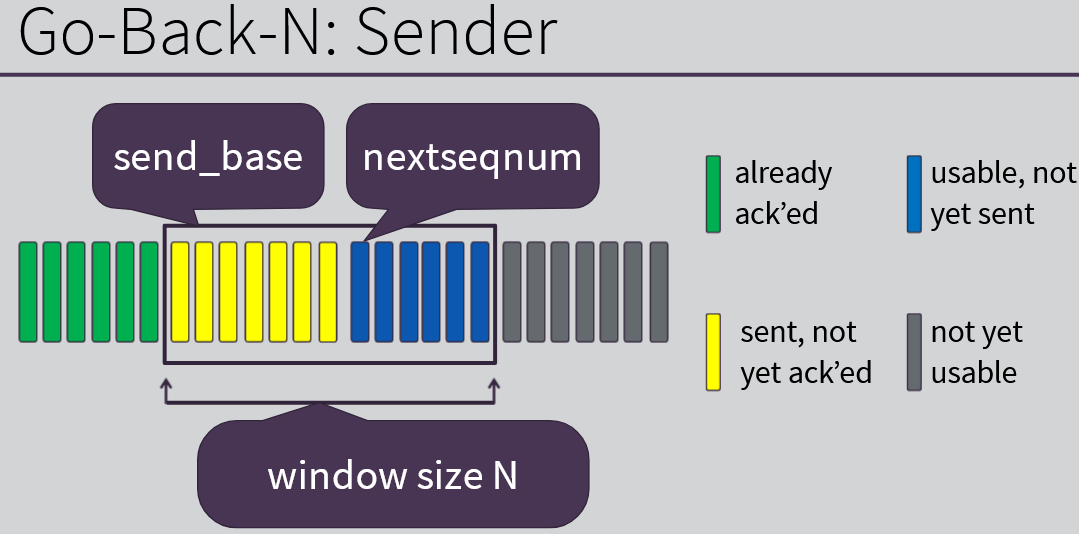 Go-Back-N: Sender
send_base
nextseqnum
already
ack’ed
usable, not
yet sent
sent, not
yet ack’ed
not yet
usable
window size N